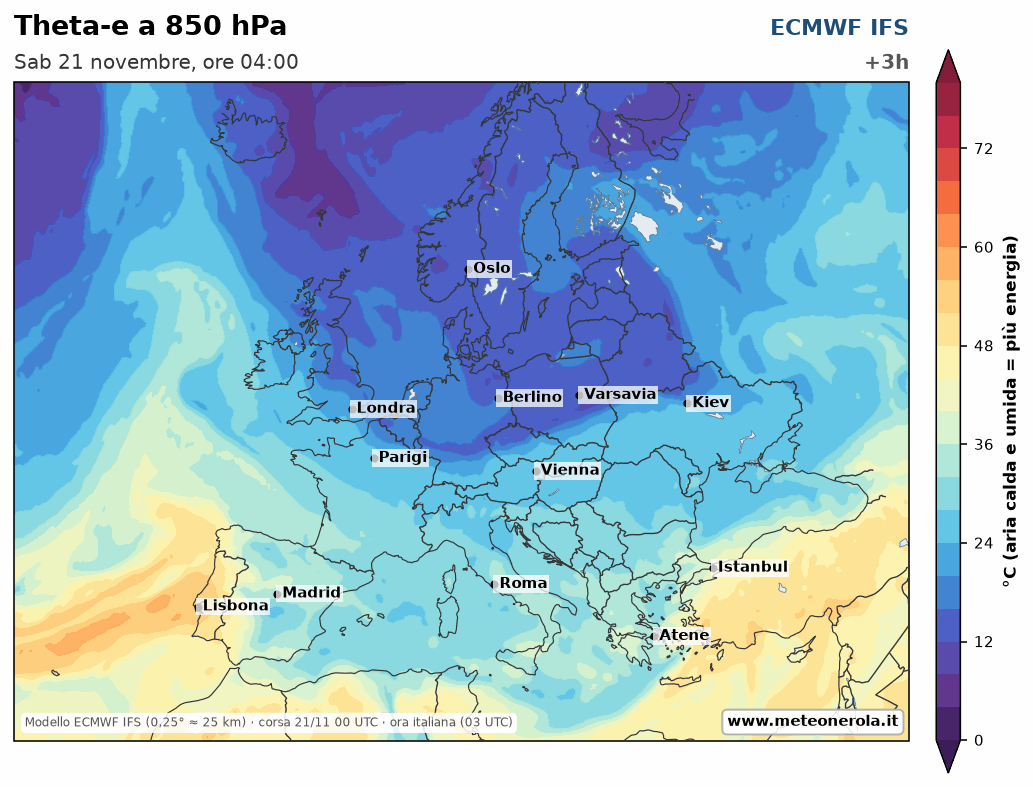 Theta-e a 850 hPa
ECMWF IFS
Sab 21 novembre, ore 04:00
+3h
72
60
48
36
24
12
0
°C (aria calda e umida = più energia)
Oslo
Berlino
Varsavia
Kiev
Londra
Parigi
Vienna
Istanbul
Roma
Madrid
Lisbona
Atene
Modello ECMWF IFS (0,25° ≈ 25 km) · corsa 21/11 00 UTC · ora italiana (03 UTC)
www.meteonerola.it